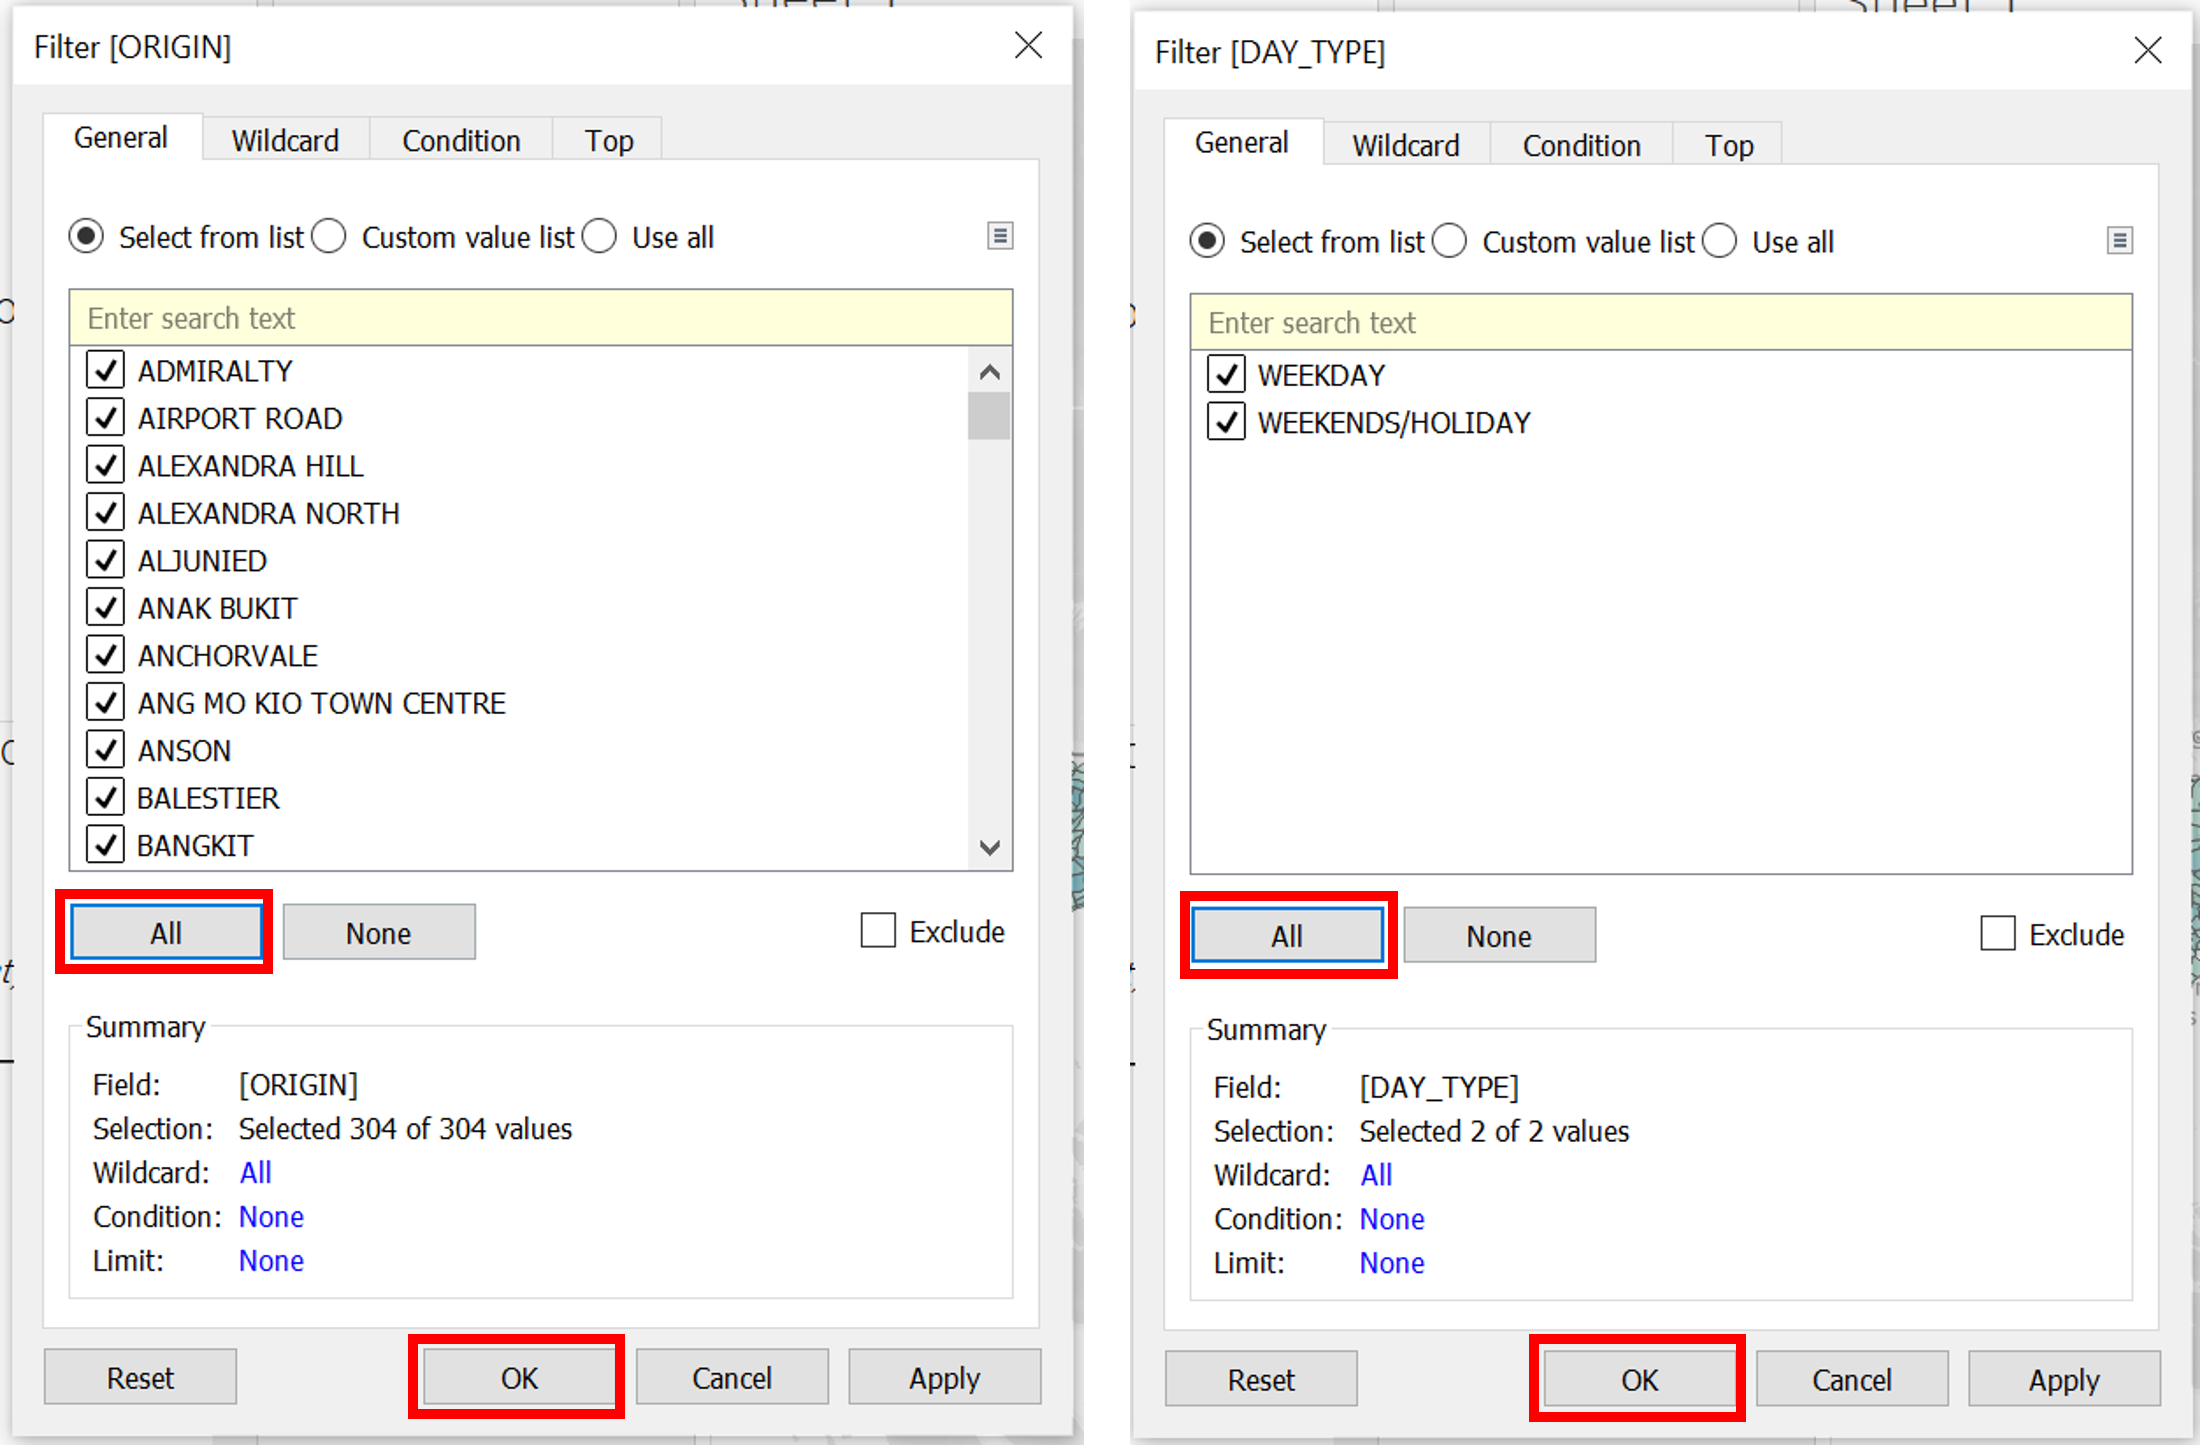 Filter [ORIGIN]
General Wildcard Condition Top
Select from list Custom value list Use all
Enter search text
ADMIRALTY
AIRPORT ROAD
ALEXANDRA HILL
ALEXANDRA NORTH
ALJUNIED
ANAK BUKIT
ANCHORVALE
ANG MO KIO TOWN CENTRE
ANSON
BALESTIER
BANGKIT
All None Exclude
Summary
Field: [ORIGIN]
Selection: Selected 304 of 304 values
Wildcard: All
Condition: None
Limit: None
Reset OK Cancel Apply
Filter [DAY_TYPE]
General Wildcard Condition Top
Select from list Custom value list Use all
Enter search text
WEEKDAY
WEEKENDS/HOLIDAY
All None Exclude
Summary
Field: [DAY_TYPE]
Selection: Selected 2 of 2 values
Wildcard: All
Condition: None
Limit: None
Reset OK Cancel Apply